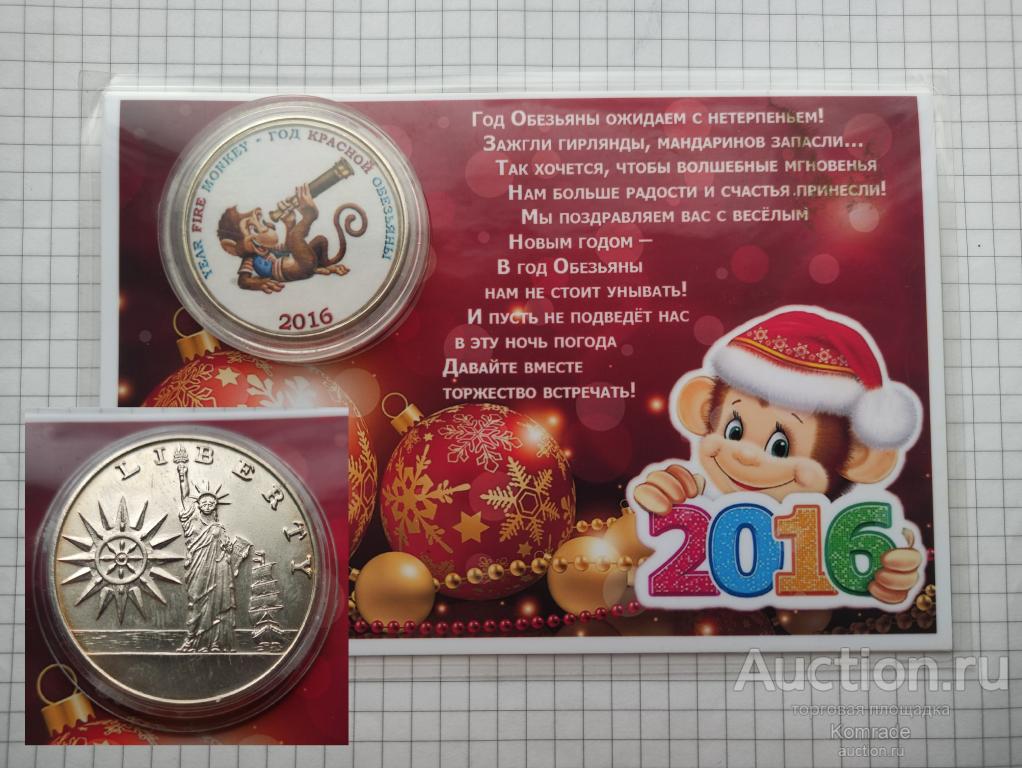 YEAR FIRE MONKEY - ГОД КРАСНОЙ ОБЕЗЬЯНЫ
2016
Год Обезьяны ожидаем с нетерпеньем!
Зажгли гирлянды, мандаринов запасли...
Так хочется, чтобы волшебные мгновенья
Нам больше радости и счастья принесли!
Мы поздравляем вас с весёлым
Новым годом —
В год Обезьяны
нам не стоит унывать!
И пусть не подведёт нас
в эту ночь погода
Давайте вместе
торжество встречать!
2016
LIBERTY
Auction.ru
торговая площадка
Komrade
auction.ru